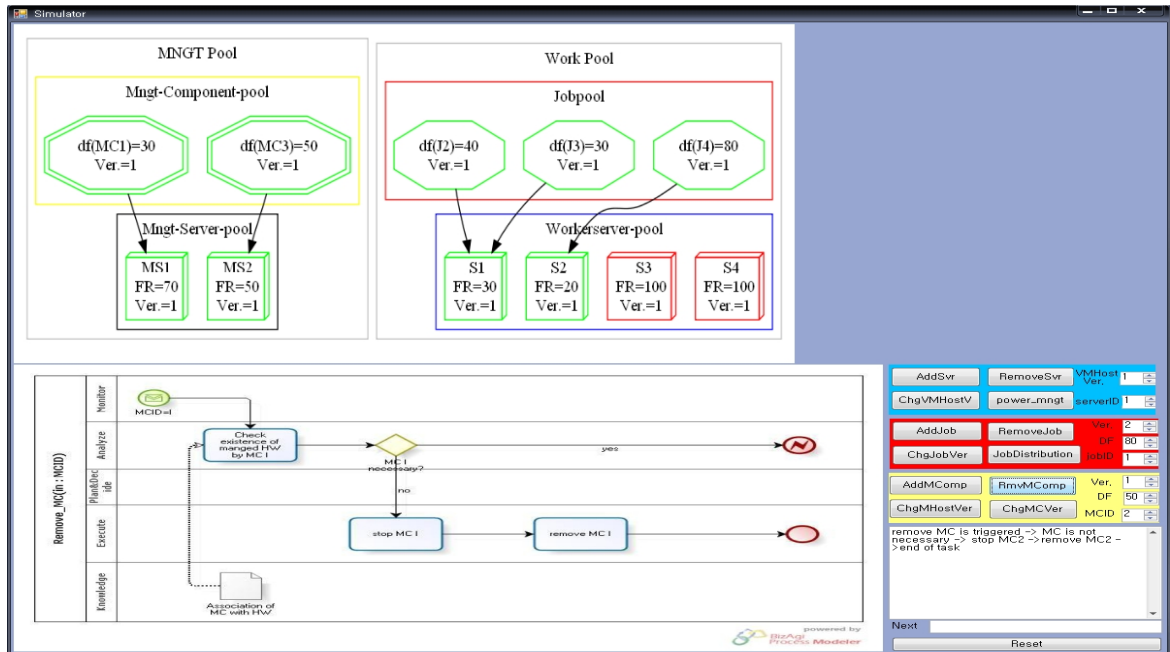 Simulator
MNGT Pool
Mngt-Component-pool
df(MC1)=30
Ver.=1
df(MC3)=50
Ver.=1
Mngt-Server-pool
MS1
FR=70
Ver.=1
MS2
FR=50
Ver.=1
Work Pool
Jobpool
df(J2)=40
Ver.=1
df(J3)=30
Ver.=1
df(J4)=80
Ver.=1
Workerserver-pool
S1
FR=30
Ver.=1
S2
FR=20
Ver.=1
S3
FR=100
Ver.=1
S4
FR=100
Ver.=1
Remove_MC(in : MCID)
Monitor
MCID=I
Analyze
Check
existence of
manged HW
by MC I
MC I
necessary?
yes
Plan&Dec
ide
no
Execute
stop MC I
remove MC I
Knowledge
Association of
MC with HW
powered by
BizAgi
Process Modeler
AddSvr
RemoveSvr
VMHost
Ver,
1
ChgVMHostV
power_mngt
serverID
1
AddJob
RemoveJob
Ver.
2
DF
80
ChgJobVer
JobDistribution
jobID
1
AddMComp
RmvMComp
Ver,
1
DF
50
ChgMHostVer
ChgMCVer
MCID
2
remove MC is triggered -> MC is not
necessary -> stop MC2 ->remove MC2 -
>end of task
Next
Reset